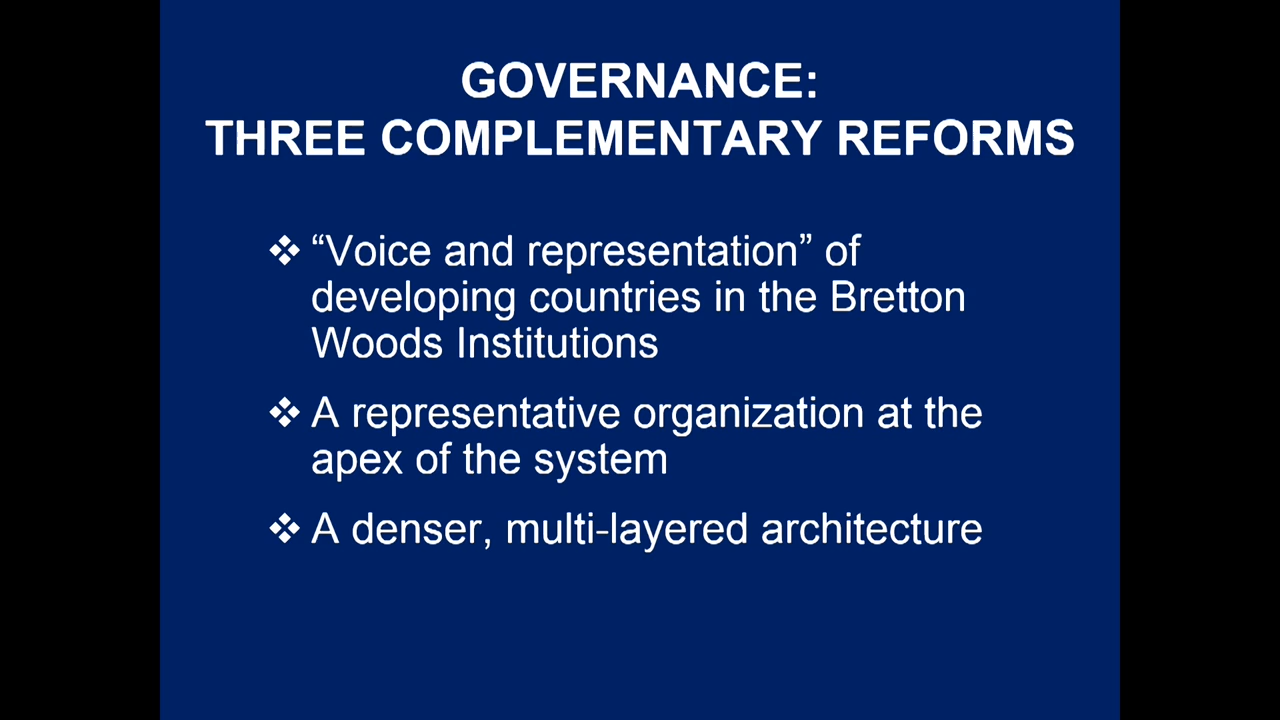 GOVERNANCE:
THREE COMPLEMENTARY REFORMS
❖ “Voice and representation” of
developing countries in the Bretton
Woods Institutions
❖ A representative organization at the
apex of the system
❖ A denser, multi-layered architecture